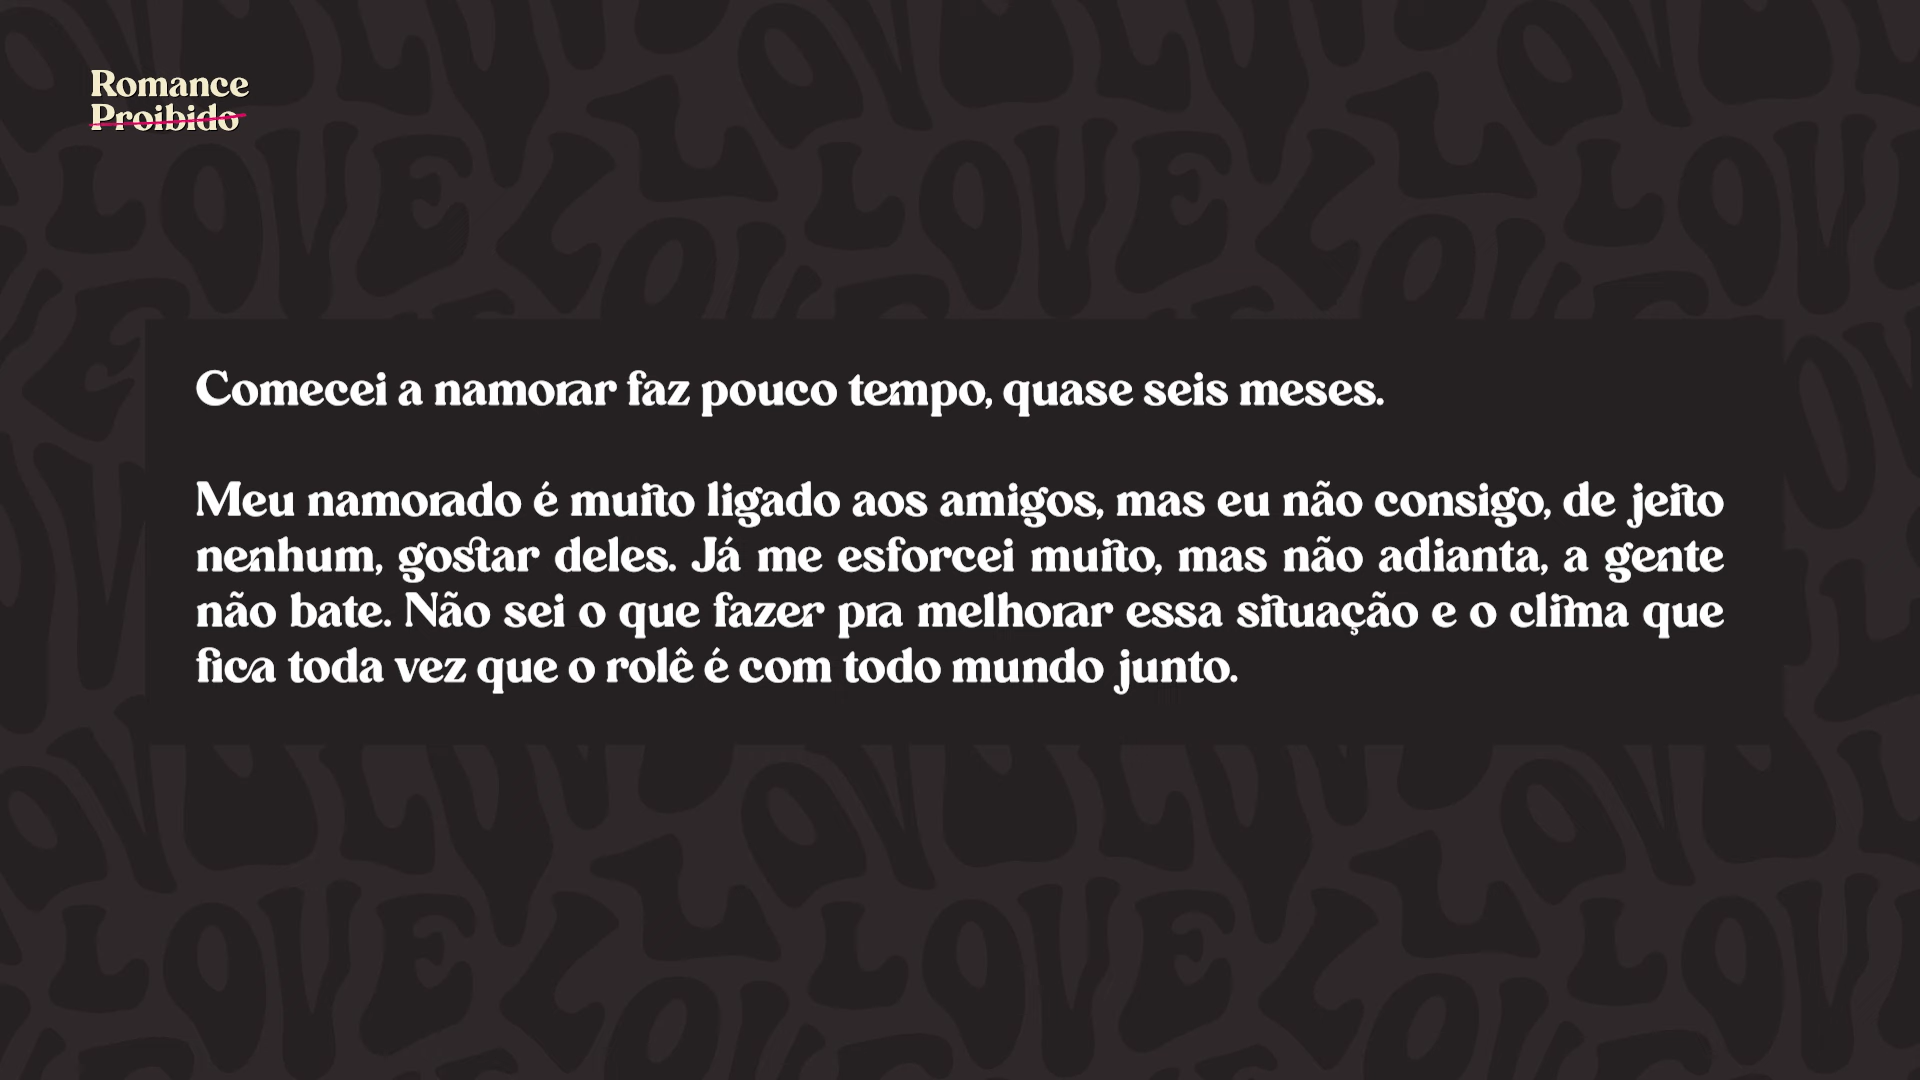 Romance
Proibido
Comecei a namorar faz pouco tempo, quase seis meses.
Meu namorado é muito ligado aos amigos, mas eu não consigo, de jeito
nenhum, gostar deles. Já me esforcei muito, mas não adianta, a gente
não bate. Não sei o que fazer pra melhorar essa situação e o clima que
fica toda vez que o rolê é com todo mundo junto.